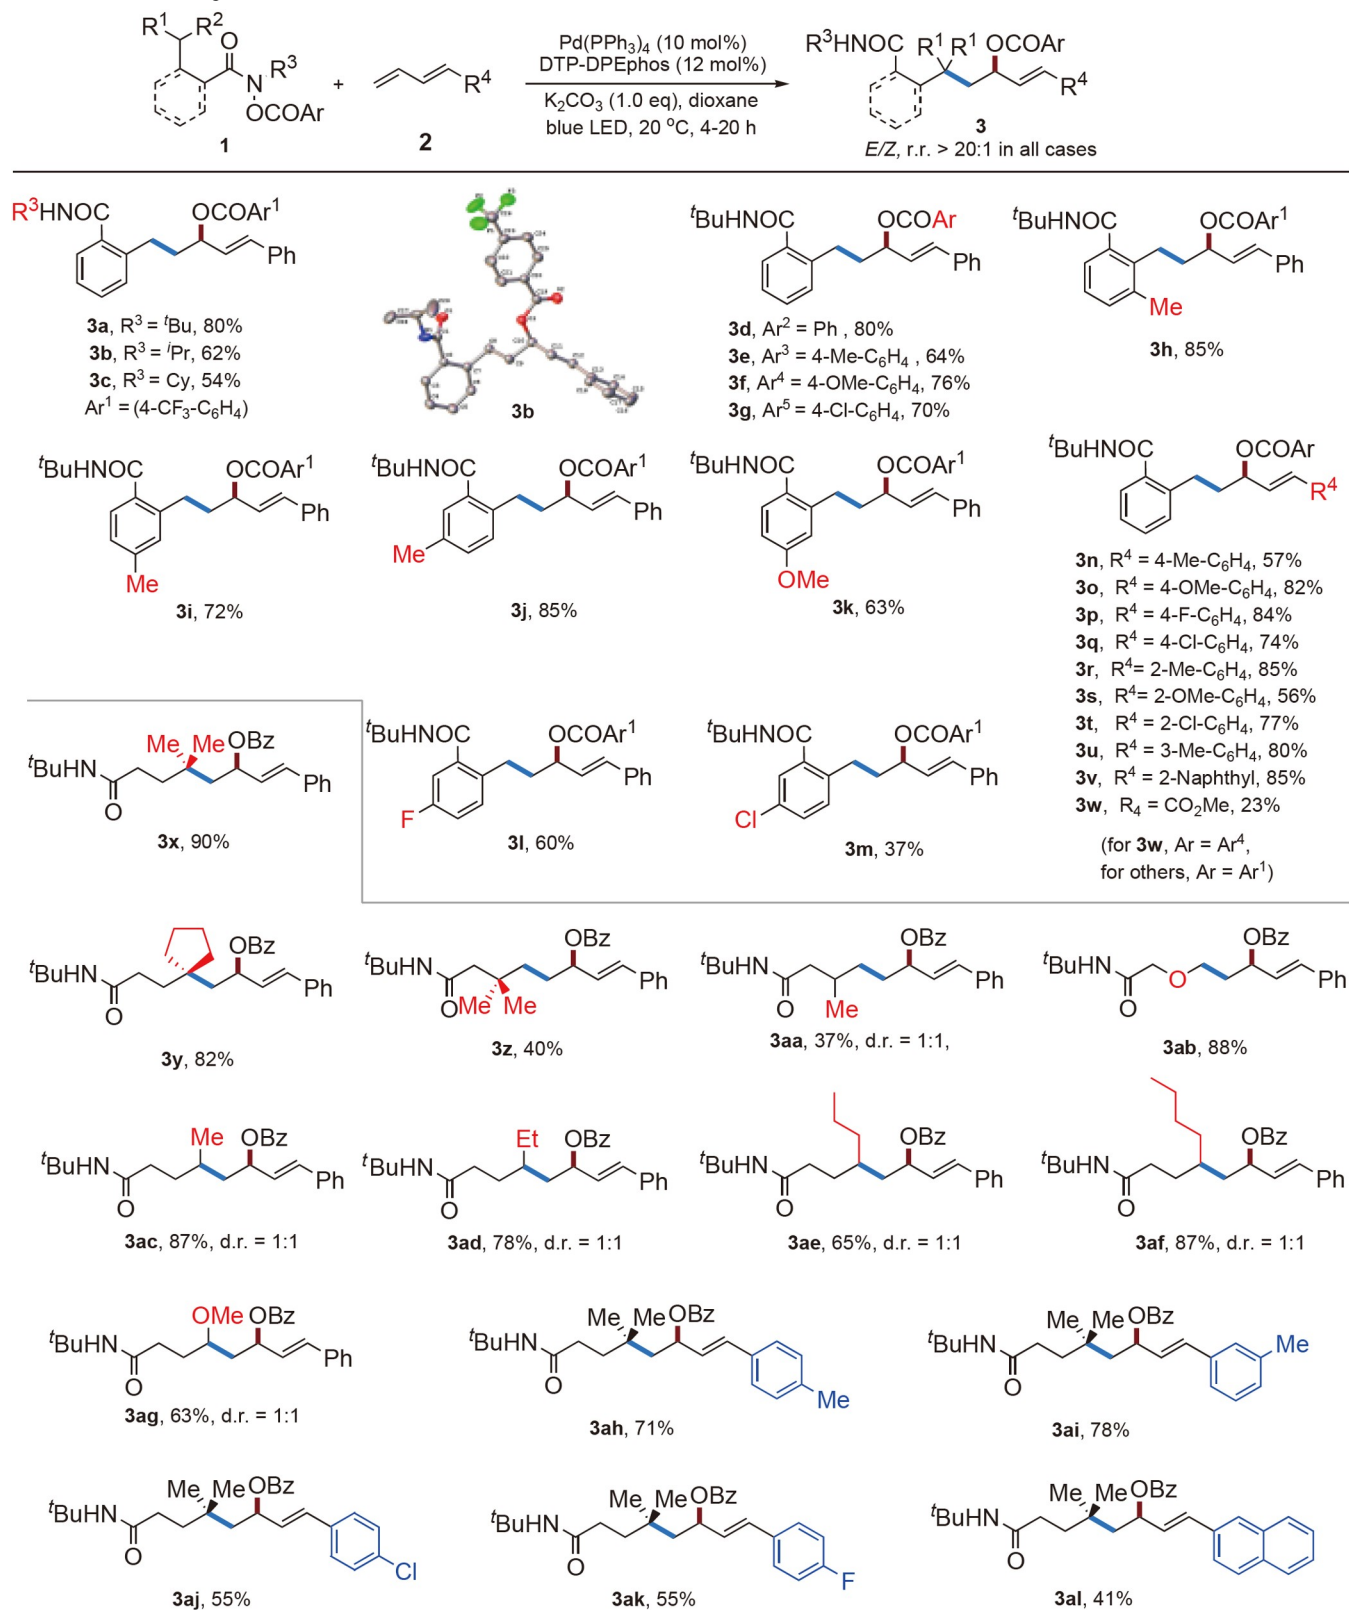 R¹ R²
O
N R³
OCOAr
1
+
R⁴
2
Pd(PPh₃)₄ (10 mol%)
DTP-DPEphos (12 mol%)
K₂CO₃ (1.0 eq), dioxane
blue LED, 20 °C, 4-20 h
R³HNOC R¹ R¹ OCOAr
R⁴
3
E/Z, r.r. > 20:1 in all cases
R³HNOC OCOAr¹
Ph
3a, R³ = ᵗBu, 80%
3b, R³ = ⁱPr, 62%
3c, R³ = Cy, 54%
Ar¹ = (4-CF₃-C₆H₄)
3b
ᵗBuHNOC OCOAr
Ph
3d, Ar² = Ph , 80%
3e, Ar³ = 4-Me-C₆H₄ , 64%
3f, Ar⁴ = 4-OMe-C₆H₄, 76%
3g, Ar⁵ = 4-Cl-C₆H₄, 70%
ᵗBuHNOC OCOAr¹
Ph
Me
3h, 85%
ᵗBuHNOC OCOAr¹
Ph
Me
3i, 72%
ᵗBuHNOC OCOAr¹
Ph
Me
3j, 85%
ᵗBuHNOC OCOAr¹
Ph
OMe
3k, 63%
ᵗBuHNOC OCOAr
R⁴
3n, R⁴ = 4-Me-C₆H₄, 57%
3o, R⁴ = 4-OMe-C₆H₄, 82%
3p, R⁴ = 4-F-C₆H₄, 84%
3q, R⁴ = 4-Cl-C₆H₄, 74%
3r, R⁴= 2-Me-C₆H₄, 85%
3s, R⁴= 2-OMe-C₆H₄, 56%
3t, R⁴ = 2-Cl-C₆H₄, 77%
3u, R⁴ = 3-Me-C₆H₄, 80%
3v, R⁴ = 2-Naphthyl, 85%
3w, R₄ = CO₂Me, 23%
(for 3w, Ar = Ar⁴,
for others, Ar = Ar¹)
Me Me OBz
ᵗBuHN
O
Ph
3x, 90%
ᵗBuHNOC OCOAr¹
Ph
F
3l, 60%
ᵗBuHNOC OCOAr¹
Ph
Cl
3m, 37%
OBz
ᵗBuHN
O
Ph
3y, 82%
OBz
ᵗBuHN
O
Me Me
Ph
3z, 40%
OBz
ᵗBuHN
O
Me
Ph
3aa, 37%, d.r. = 1:1,
OBz
ᵗBuHN
O
O
Ph
3ab, 88%
Me OBz
ᵗBuHN
O
Ph
3ac, 87%, d.r. = 1:1
Et OBz
ᵗBuHN
O
Ph
3ad, 78%, d.r. = 1:1
OBz
ᵗBuHN
O
Ph
3ae, 65%, d.r. = 1:1
OBz
ᵗBuHN
O
Ph
3af, 87%, d.r. = 1:1
OMe OBz
ᵗBuHN
O
Ph
3ag, 63%, d.r. = 1:1
Me Me OBz
ᵗBuHN
O
Me
3ah, 71%
Me Me OBz
ᵗBuHN
O
Me
3ai, 78%
Me Me OBz
ᵗBuHN
O
Cl
3aj, 55%
Me Me OBz
ᵗBuHN
O
F
3ak, 55%
Me Me OBz
ᵗBuHN
O
3al, 41%